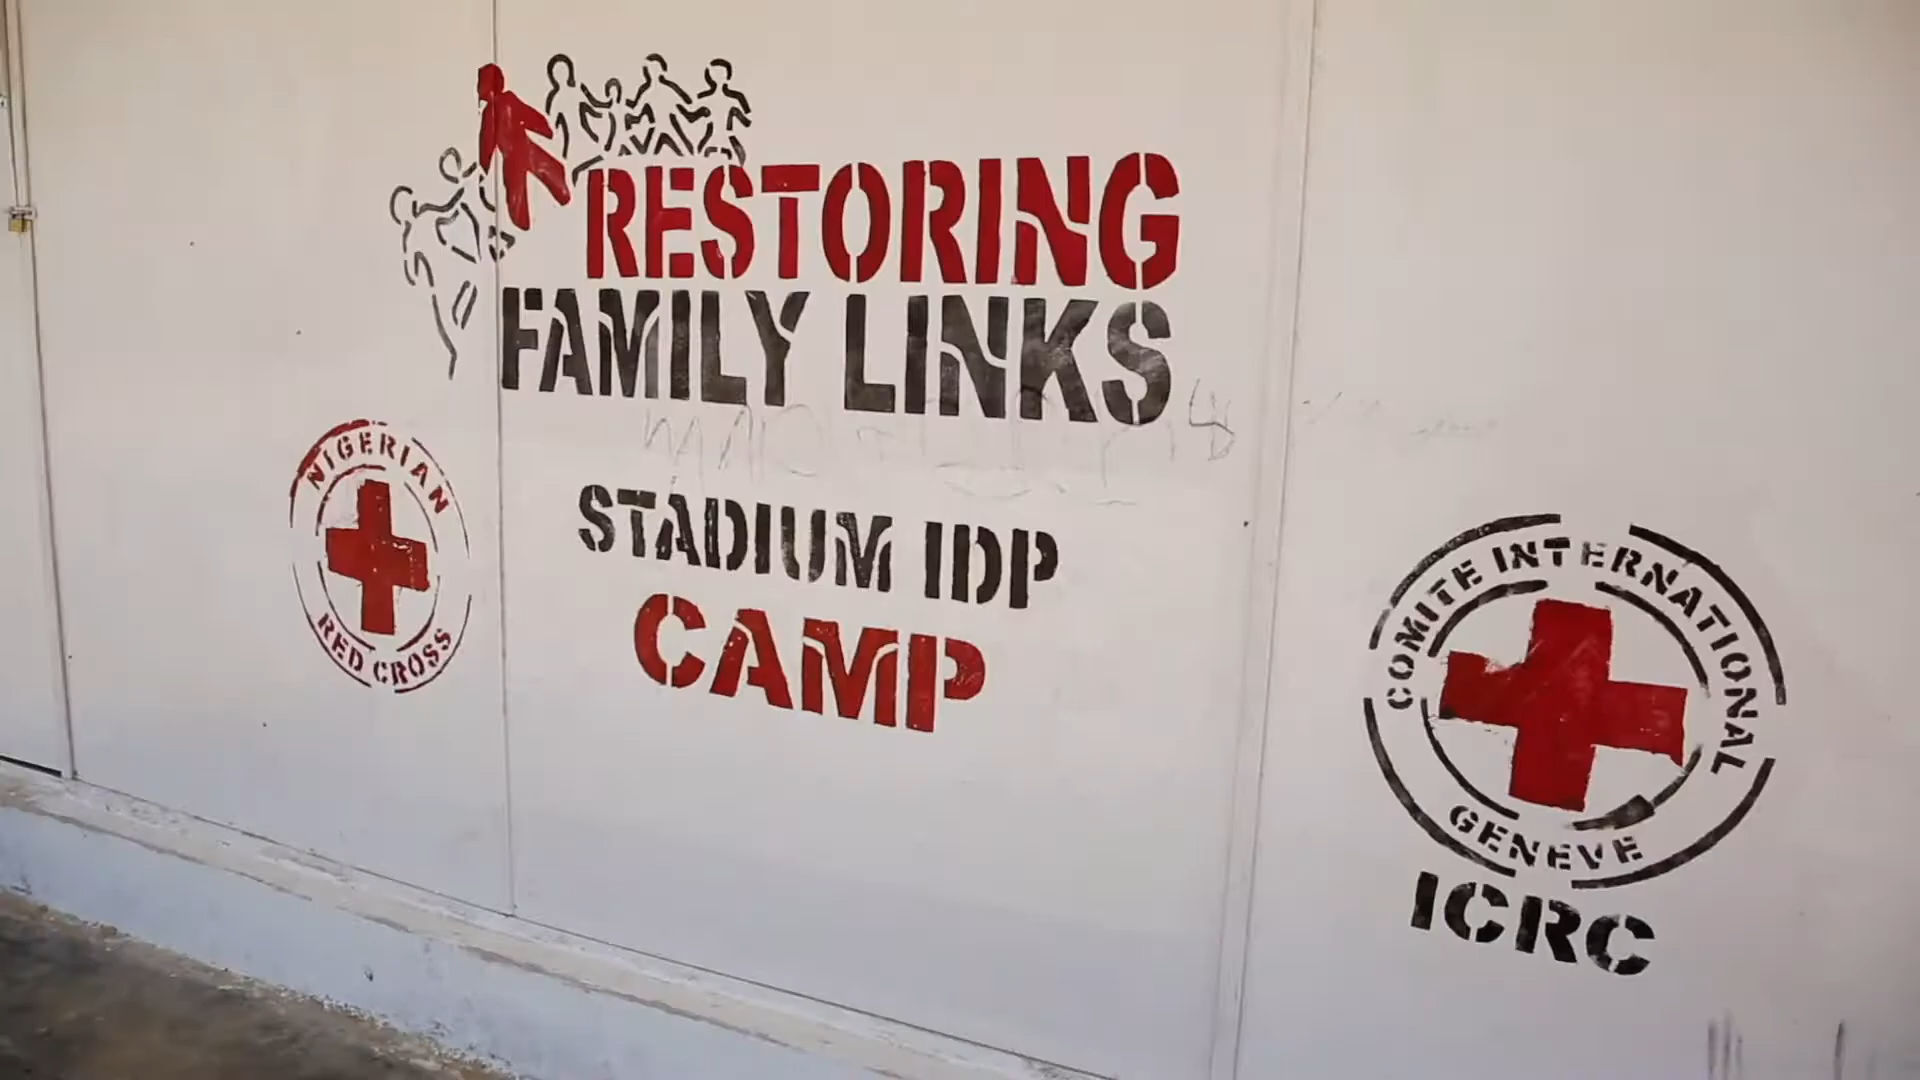 RESTORING
FAMILY LINKS
NIGERIAN
RED CROSS
STADIUM IDP
CAMP
COMITE INTERNATIONAL
GENEVE
ICRC